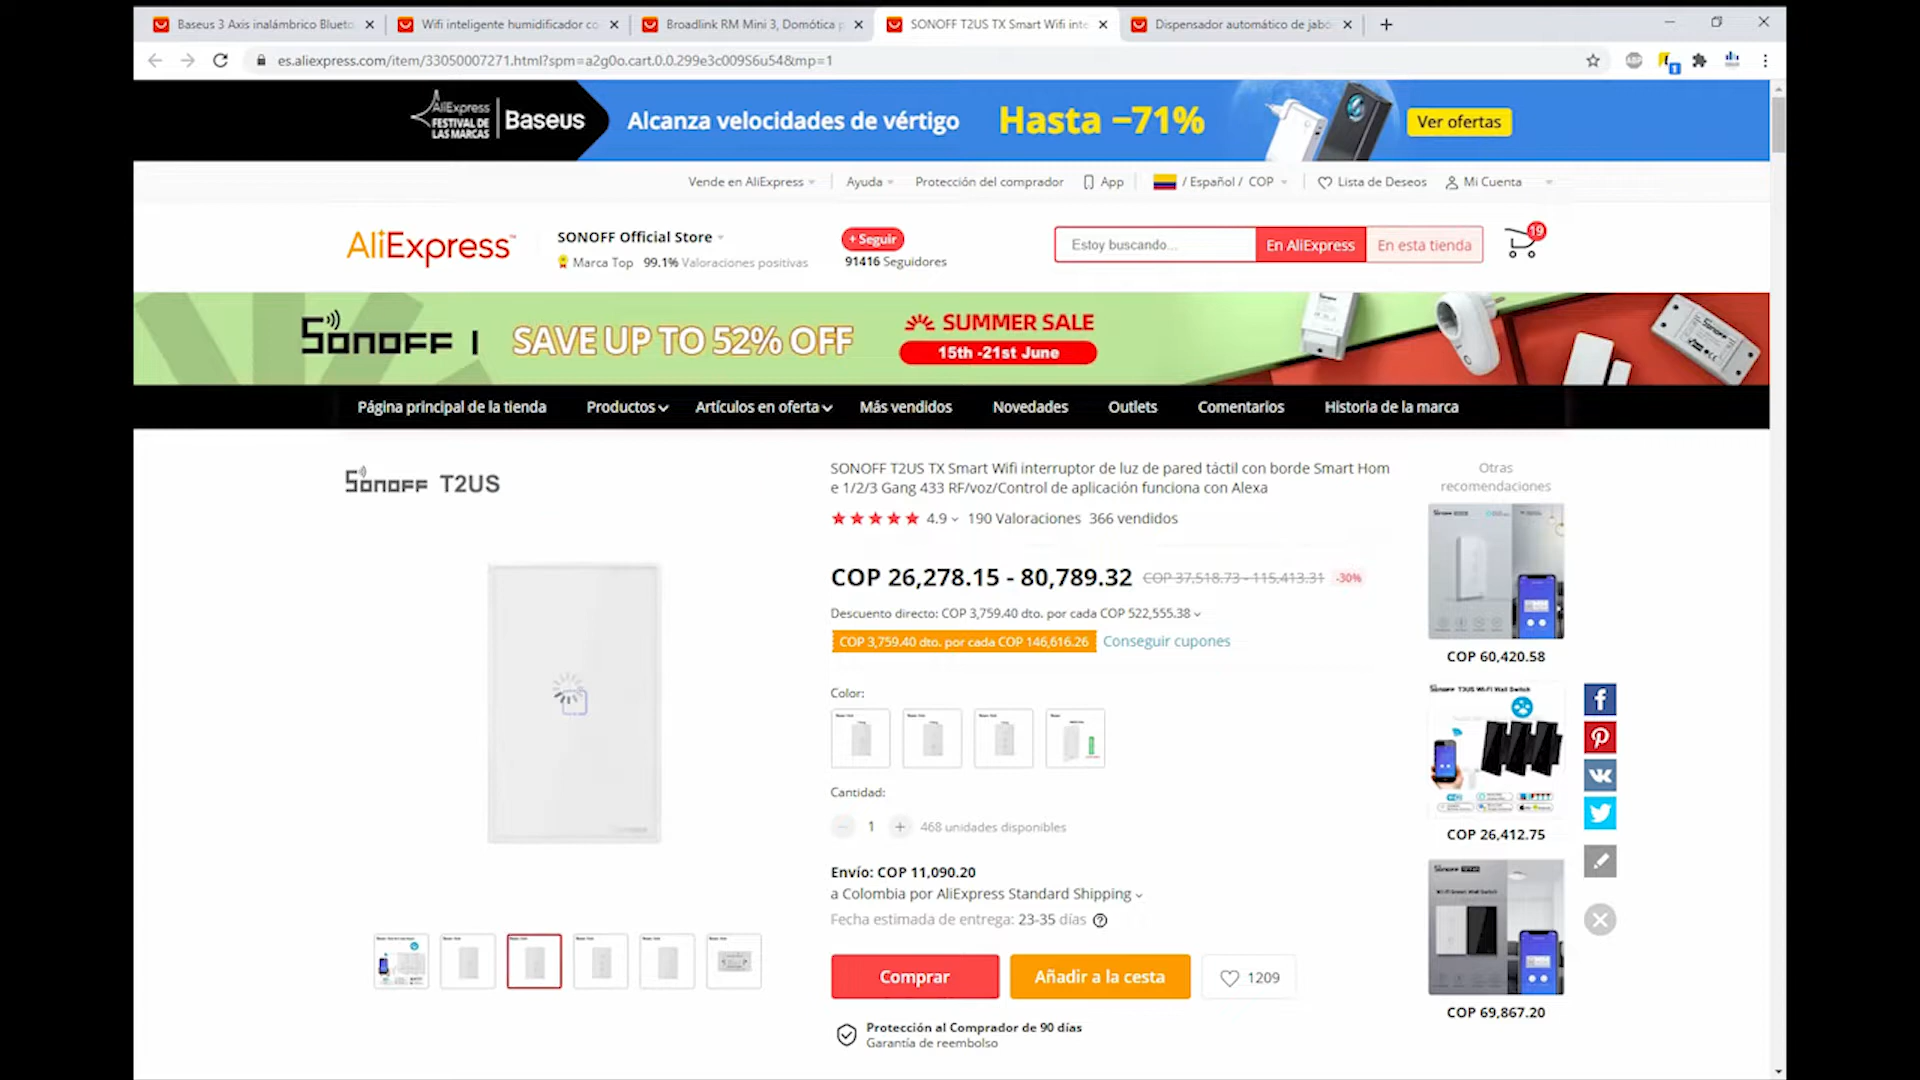 Baseus 3 Axis inalámbrico Blueto
Wifi inteligente humidificador co
Broadlink RM Mini 3, Domótica p
SONOFF T2US TX Smart Wifi inte
Dispensador automático de jabó
es.aliexpress.com/item/33050007271.html?spm=a2g0o.cart.0.0.299e3c009S6u54&mp=1
AliExpress
FESTIVAL DE
LAS MARCAS
Baseus
Alcanza velocidades de vértigo
Hasta −71%
Ver ofertas
Vende en AliExpress
Ayuda
Protección del comprador
App
/ Español / COP
Lista de Deseos
Mi Cuenta
AliExpress
SONOFF Official Store
Marca Top 99.1% Valoraciones positivas
+ Seguir
91416 Seguidores
Estoy buscando...
En AliExpress
En esta tienda
19
SONOFF
SAVE UP TO 52% OFF
SUMMER SALE
15th -21st June
Página principal de la tienda
Productos
Artículos en oferta
Más vendidos
Novedades
Outlets
Comentarios
Historia de la marca
SONOFF T2US
SONOFF T2US TX Smart Wifi interruptor de luz de pared táctil con borde Smart Hom
e 1/2/3 Gang 433 RF/voz/Control de aplicación funciona con Alexa
4.9 190 Valoraciones 366 vendidos
COP 26,278.15 - 80,789.32 COP 37,518.73 - 115,413.31 -30%
Descuento directo: COP 3,759.40 dto. por cada COP 522,555.38
COP 3,759.40 dto. por cada COP 146,616.26 Conseguir cupones
Color:
Cantidad:
1 468 unidades disponibles
Envío: COP 11,090.20
a Colombia por AliExpress Standard Shipping
Fecha estimada de entrega: 23-35 días
Comprar
Añadir a la cesta
1209
Protección al Comprador de 90 días
Garantía de reembolso
Otras
recomendaciones
COP 60,420.58
COP 26,412.75
COP 69,867.20